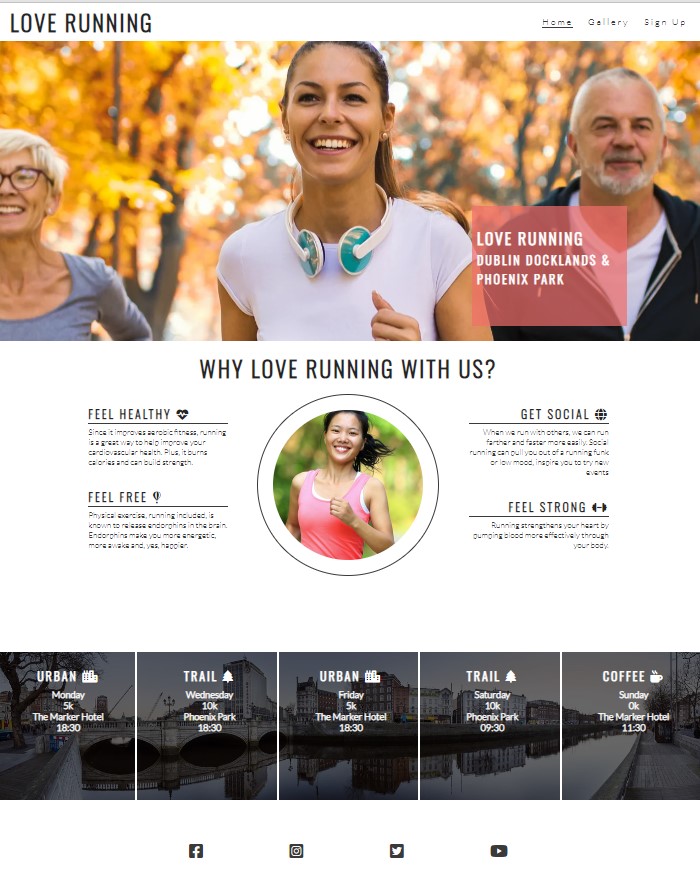 LOVE RUNNING
Home Gallery Sign Up
LOVE RUNNING
DUBLIN DOCKLANDS &
PHOENIX PARK
WHY LOVE RUNNING WITH US?
FEEL HEALTHY
Since it improves aerobic fitness, running
is a great way to help improve your
cardiovascular health. Plus, it burns
calories and can build strength.
FEEL FREE
Physical exercise, running included, is
known to release endorphins in the brain.
Endorphins make you more energetic,
more awake and, yes, happier.
GET SOCIAL
When we run with others, we can run
farther and faster more easily. Social
running can pull you out of a running funk
or low mood, inspire you to try new
events
FEEL STRONG
Running strengthens your heart by
pumping blood more effectively through
your body.
URBAN
Monday
5k
The Marker Hotel
18:30
TRAIL
Wednesday
10k
Phoenix Park
18:30
URBAN
Friday
5k
The Marker Hotel
18:30
TRAIL
Saturday
10k
Phoenix Park
09:30
COFFEE
Sunday
0k
The Marker Hotel
11:30